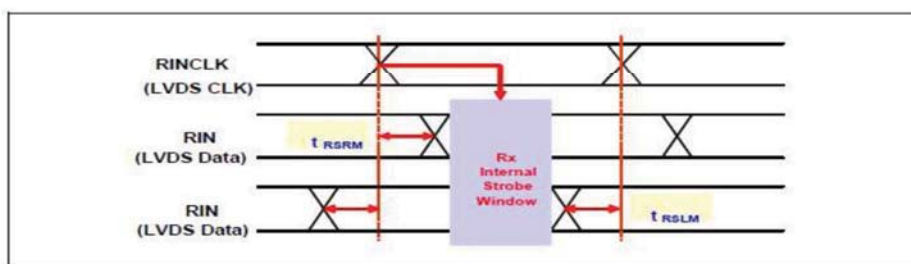 RINCLK
(LVDS CLK)
RIN
(LVDS Data)
t RSRM
Rx
Internal
Strobe
Window
RIN
(LVDS Data)
t RSLM